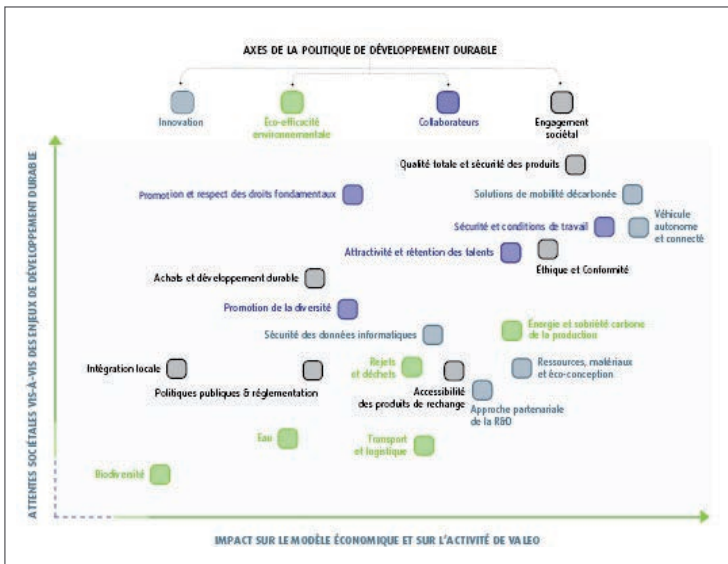 AXES DE LA POLITIQUE DE DÉVELOPPEMENT DURABLE
Innovation
Éco-efficacité
environnementale
Collaborateurs
Engagement
sociétal
ATTENTES SOCIÉTALES VIS-À-VIS DES ENJEUX DE DÉVELOPPEMENT DURABLE
Qualité totale et sécurité des produits
Promotion et respect des droits fondamentaux
Solutions de mobilité décarbonée
Sécurité et conditions de travail
Véhicule
autonome
et connecté
Attractivité et rétention des talents
Éthique et Conformité
Achats et développement durable
Promotion de la diversité
Sécurité des données informatiques
Énergie et sobriété carbone
de la production
Intégration locale
Politiques publiques & réglementation
Rejets
et déchets
Accessibilité
des produits de rechange
Ressources, matériaux
et éco-conception
Approche partenariale
de la R&D
Eau
Transport
et logistique
Biodiversité
IMPACT SUR LE MODÈLE ÉCONOMIQUE ET SUR L'ACTIVITÉ DE VALEO